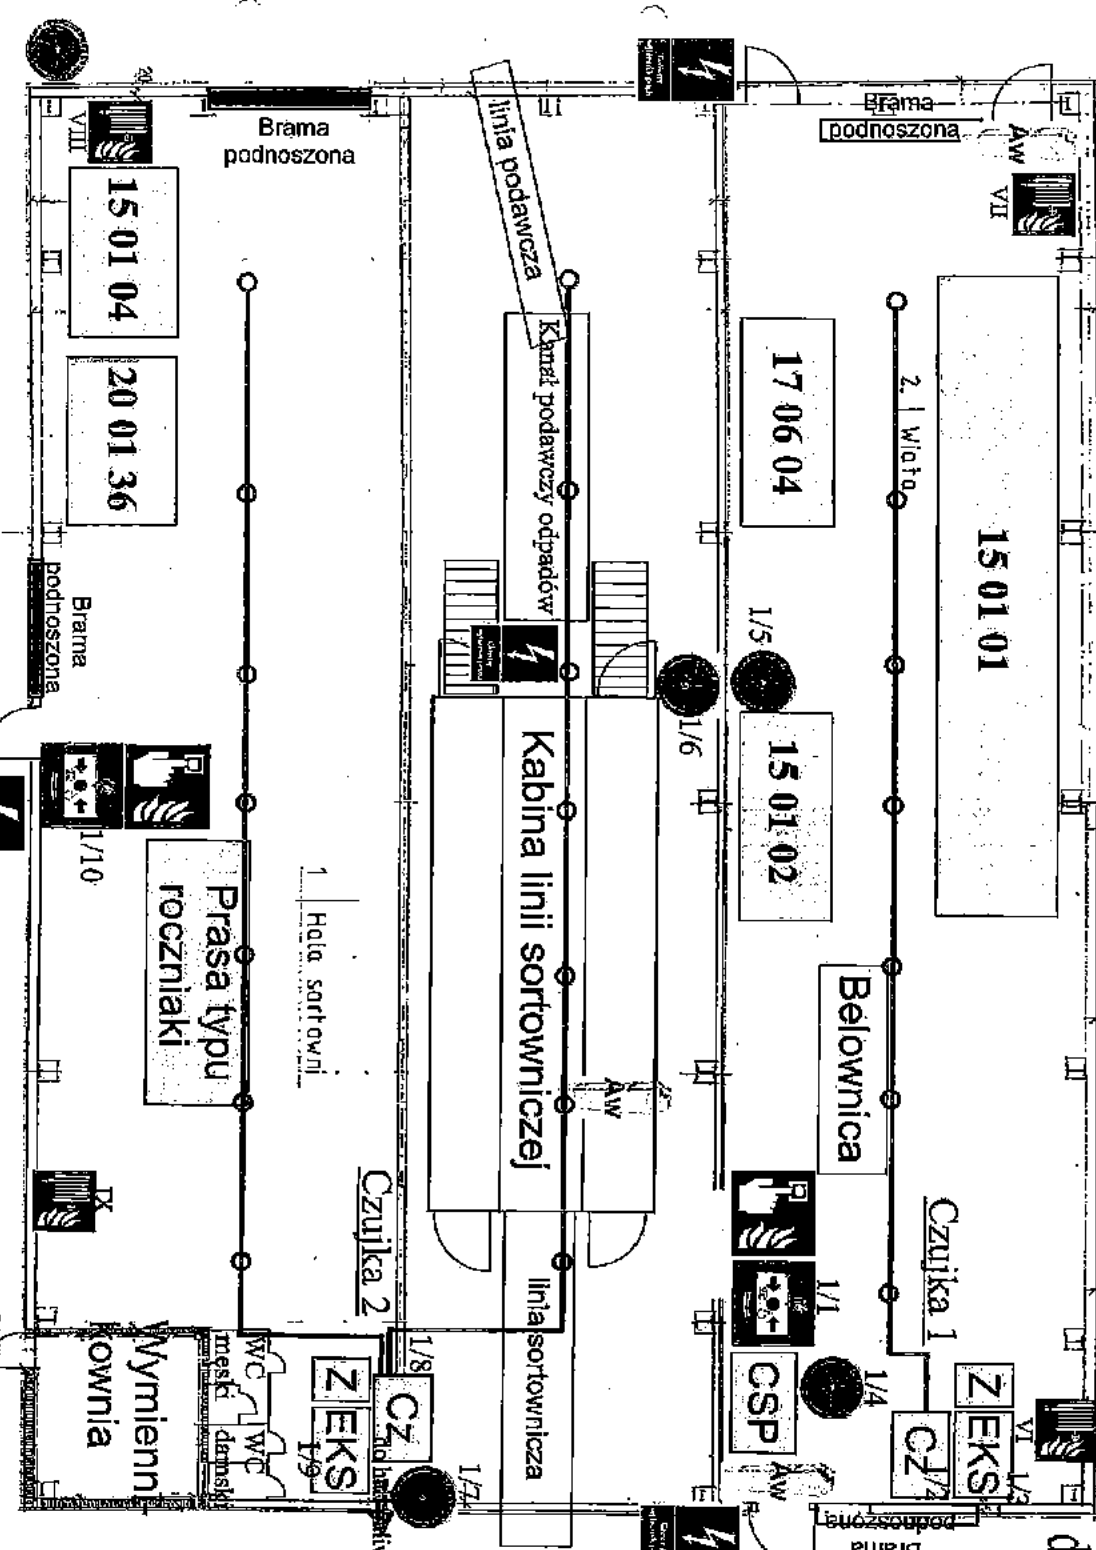 Brama
podnoszona
Brama
podnoszona
linia podawcza
Aw
VIII
VII
15 01 04
20 01 36
Kanał podawczy odpadów
17 06 04
2. Wiata
15 01 01
Brama
podnoszona
1/5
1/6
15 01 02
1/10
Prasa typu
roczniaki
1 Hala sortowni
Kabina linii sortowniczej
Aw
Belownica
IX
Czujka 2
Czujka 1
1/1
linia sortownicza
1/8
Wymienn
kownia
WC
męski
WC
damski
Z
EKS
1/9
Cz
1/7
CSP
1/4
Aw
Z
EKS
CZ
1/2
VI
podnoszona
Brama